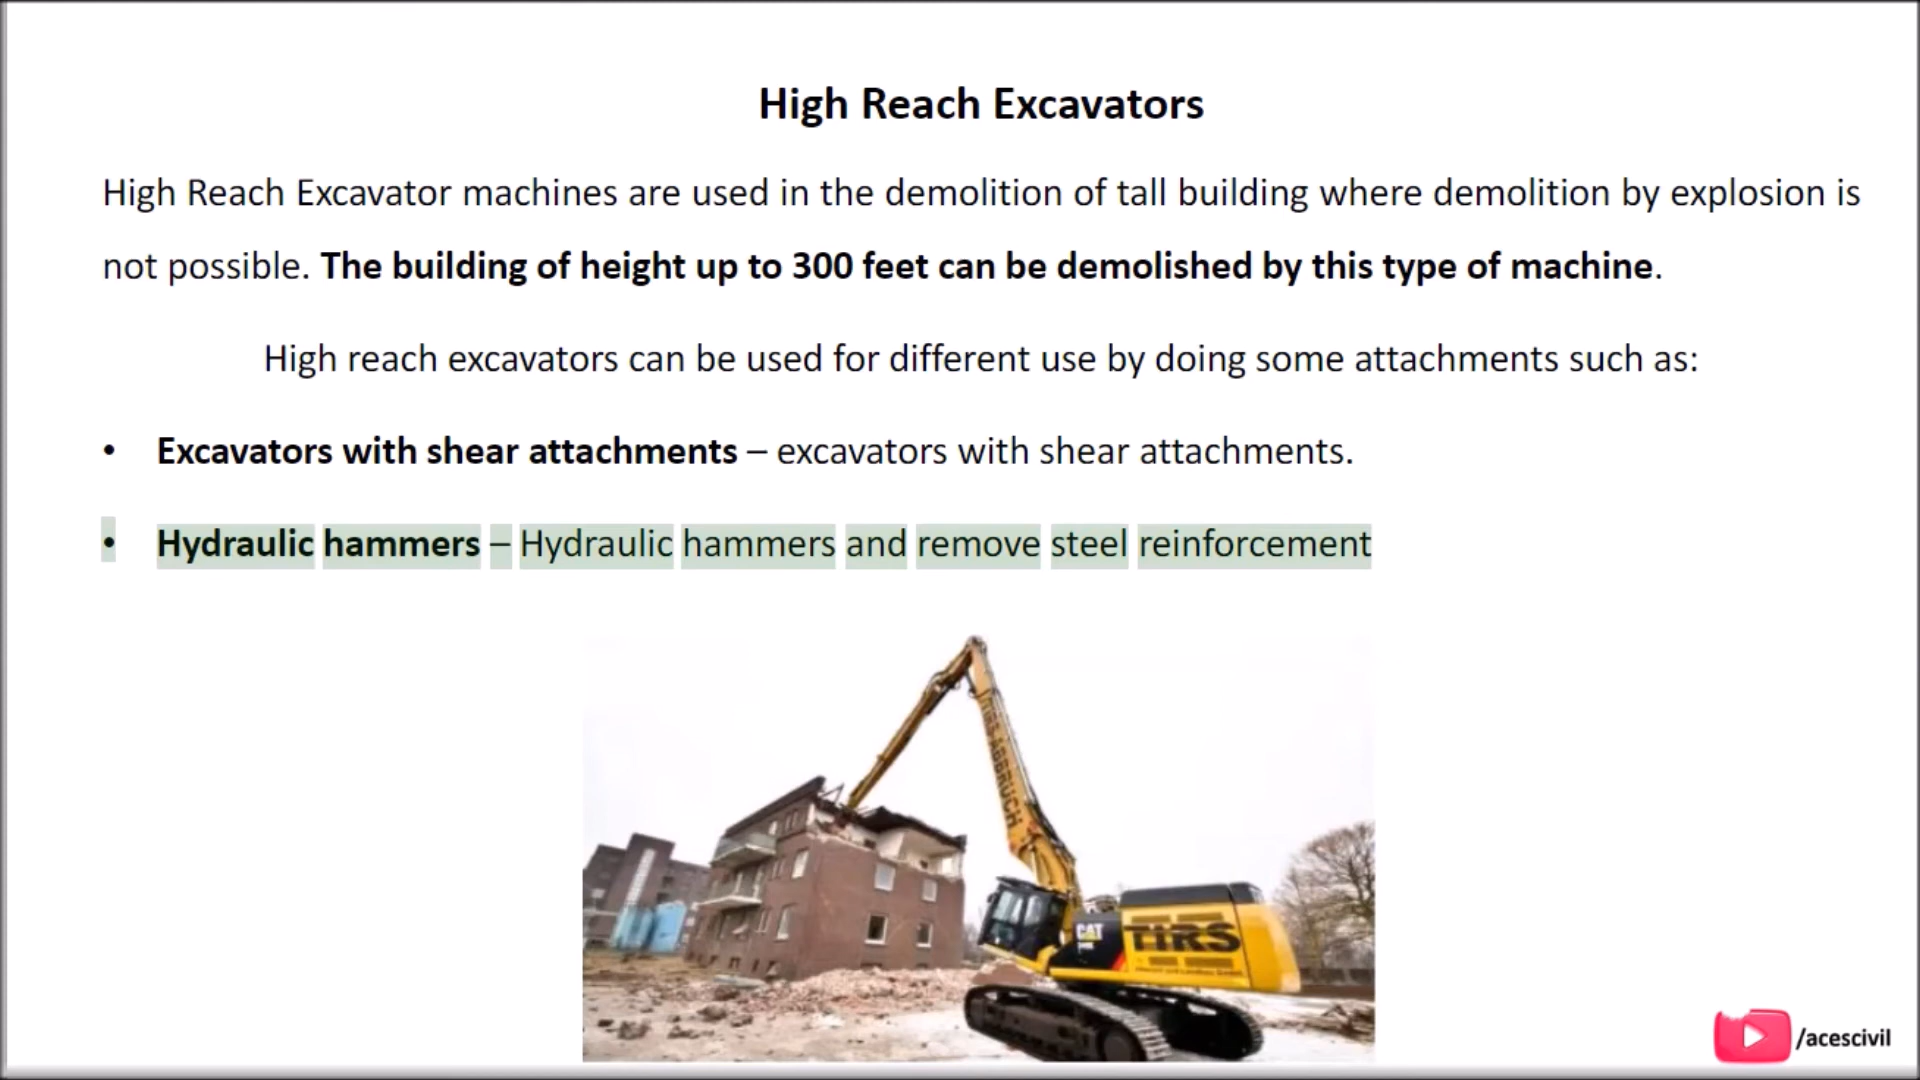 High Reach Excavators
High Reach Excavator machines are used in the demolition of tall building where demolition by explosion is
not possible. The building of height up to 300 feet can be demolished by this type of machine.
High reach excavators can be used for different use by doing some attachments such as:
• Excavators with shear attachments – excavators with shear attachments.
• Hydraulic hammers – Hydraulic hammers and remove steel reinforcement
TIRS ABBRUCH
CAT
TIRS
/acescivil